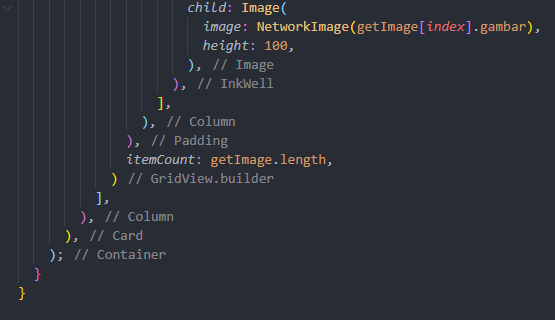 child: Image(
image: NetworkImage(getImage[index].gambar),
height: 100,
), // Image
), // InkWell
],
), // Column
), // Padding
itemCount: getImage.length,
) // GridView.builder
],
), // Column
), // Card
); // Container
}
}